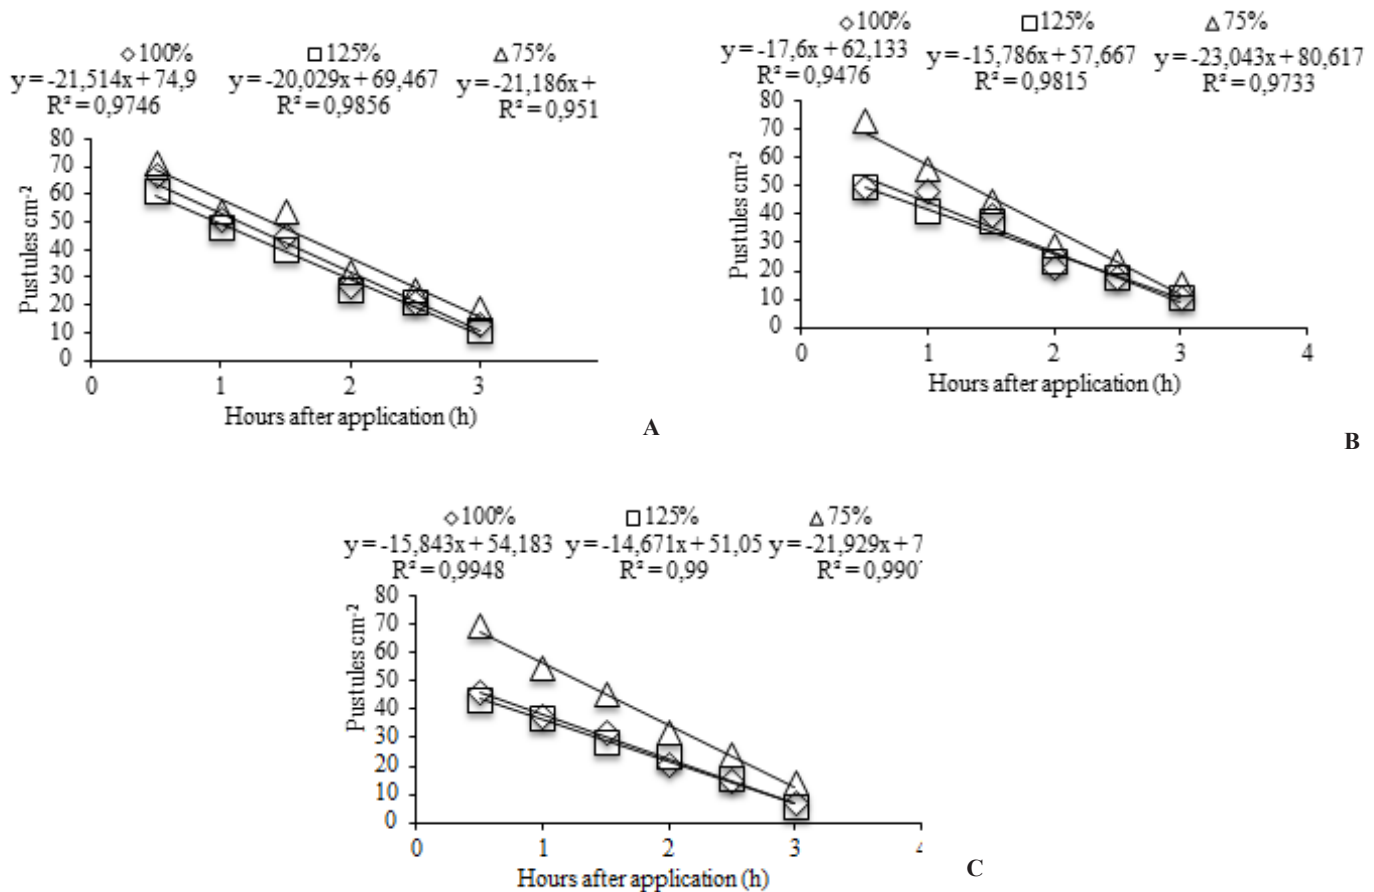 100% 125% 75%
y = -21,514x + 74,9 y = -20,029x + 69,467 y = -21,186x +
R² = 0,9746 R² = 0,9856 R² = 0,951
80
70
60
50
40
30
20
10
0
Pustules cm-2
0 1 2 3
Hours after application (h)
A
100% 125% 75%
y = -17,6x + 62,133 y = -15,786x + 57,667 y = -23,043x + 80,617
R² = 0,9476 R² = 0,9815 R² = 0,9733
80
70
60
50
40
30
20
10
0
Pustules cm-2
0 1 2 3 4
Hours after application (h)
B
100% 125% 75%
y = -15,843x + 54,183 y = -14,671x + 51,05 y = -21,929x + 7
R² = 0,9948 R² = 0,99 R² = 0,990
80
70
60
50
40
30
20
10
0
Pustules cm-2
0 1 2 3
Hours after application (h)
C